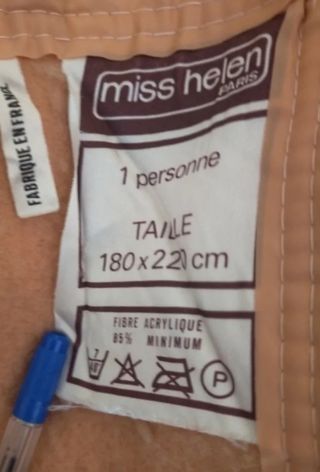 miss helen
PARIS
FABRIQUE EN FRANCE
1 personne
TAILLE
180 x 220 cm
FIBRE ACRYLIQUE
85% MINIMUM
P